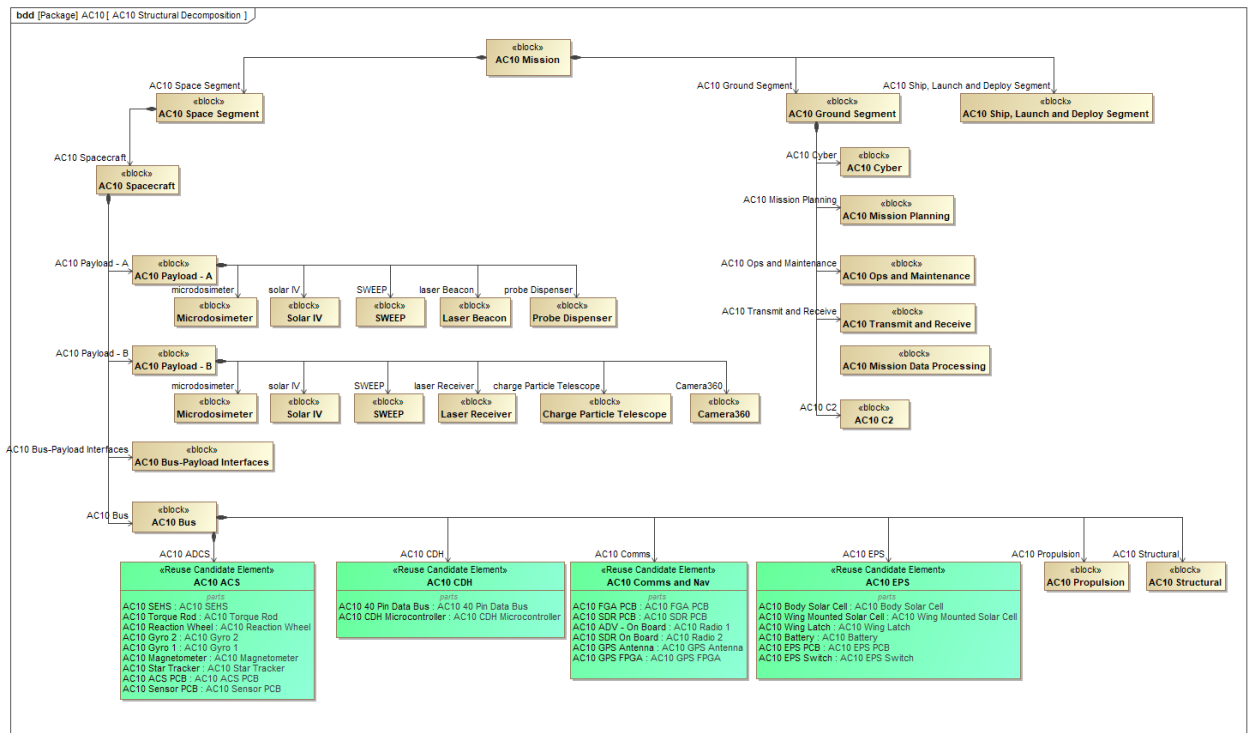 bdd [Package] AC10 [ AC10 Structural Decomposition ]
«block»
AC10 Mission
AC10 Space Segment
AC10 Ground Segment
AC10 Ship, Launch and Deploy Segment
«block»
AC10 Space Segment
«block»
AC10 Ground Segment
«block»
AC10 Ship, Launch and Deploy Segment
AC10 Spacecraft
«block»
AC10 Spacecraft
AC10 Cyber
«block»
AC10 Cyber
AC10 Mission Planning
«block»
AC10 Mission Planning
AC10 Ops and Maintenance
«block»
AC10 Ops and Maintenance
AC10 Transmit and Receive
«block»
AC10 Transmit and Receive
«block»
AC10 Mission Data Processing
AC10 C2
«block»
AC10 C2
AC10 Payload - A
«block»
AC10 Payload - A
microdosimeter
solar IV
SWEEP
laser Beacon
probe Dispenser
«block»
Microdosimeter
«block»
Solar IV
«block»
SWEEP
«block»
Laser Beacon
«block»
Probe Dispenser
AC10 Payload - B
«block»
AC10 Payload - B
microdosimeter
solar IV
SWEEP
laser Receiver
charge Particle Telescope
Camera360
«block»
Microdosimeter
«block»
Solar IV
«block»
SWEEP
«block»
Laser Receiver
«block»
Charge Particle Telescope
«block»
Camera360
AC10 Bus-Payload Interfaces
«block»
AC10 Bus-Payload Interfaces
AC10 Bus
«block»
AC10 Bus
AC10 ADCS
AC10 CDH
AC10 Comms
AC10 EPS
AC10 Propulsion
AC10 Structural
«Reuse Candidate Element»
AC10 ACS
parts
AC10 SEHS : AC10 SEHS
AC10 Torque Rod : AC10 Torque Rod
AC10 Reaction Wheel : AC10 Reaction Wheel
AC10 Gyro 2 : AC10 Gyro 2
AC10 Gyro 1 : AC10 Gyro 1
AC10 Magnetometer : AC10 Magnetometer
AC10 Star Tracker : AC10 Star Tracker
AC10 ACS PCB : AC10 ACS PCB
AC10 Sensor PCB : AC10 Sensor PCB
«Reuse Candidate Element»
AC10 CDH
parts
AC10 40 Pin Data Bus : AC10 40 Pin Data Bus
AC10 CDH Microcontroller : AC10 CDH Microcontroller
«Reuse Candidate Element»
AC10 Comms and Nav
parts
AC10 FGA PCB : AC10 FGA PCB
AC10 SDR PCB : AC10 SDR PCB
AC10 ADV - On Board : AC10 Radio 1
AC10 SDR On Board : AC10 Radio 2
AC10 GPS Antenna : AC10 GPS Antenna
AC10 GPS FPGA : AC10 GPS FPGA
«Reuse Candidate Element»
AC10 EPS
parts
AC10 Body Solar Cell : AC10 Body Solar Cell
AC10 Wing Mounted Solar Cell : AC10 Wing Mounted Solar Cell
AC10 Wing Latch : AC10 Wing Latch
AC10 Battery : AC10 Battery
AC10 EPS PCB : AC10 EPS PCB
AC10 EPS Switch : AC10 EPS Switch
«block»
AC10 Propulsion
«block»
AC10 Structural